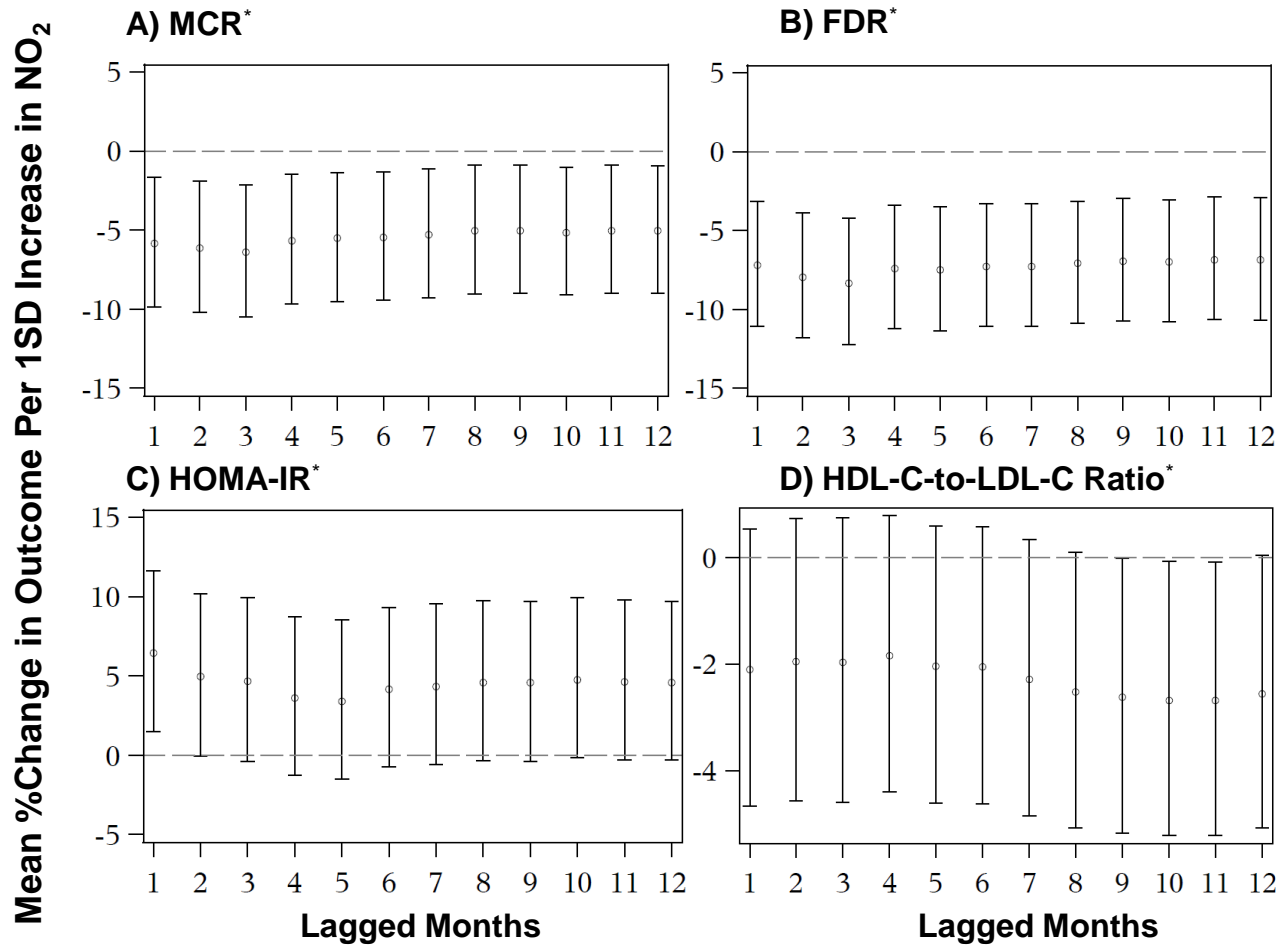 Mean %Change in Outcome Per 1SD Increase in NO2
A) MCR*
5
0
-5
-10
-15
1 2 3 4 5 6 7 8 9 10 11 12
B) FDR*
5
0
-5
-10
-15
1 2 3 4 5 6 7 8 9 10 11 12
C) HOMA-IR*
15
10
5
0
-5
1 2 3 4 5 6 7 8 9 10 11 12
Lagged Months
D) HDL-C-to-LDL-C Ratio*
0
-2
-4
1 2 3 4 5 6 7 8 9 10 11 12
Lagged Months